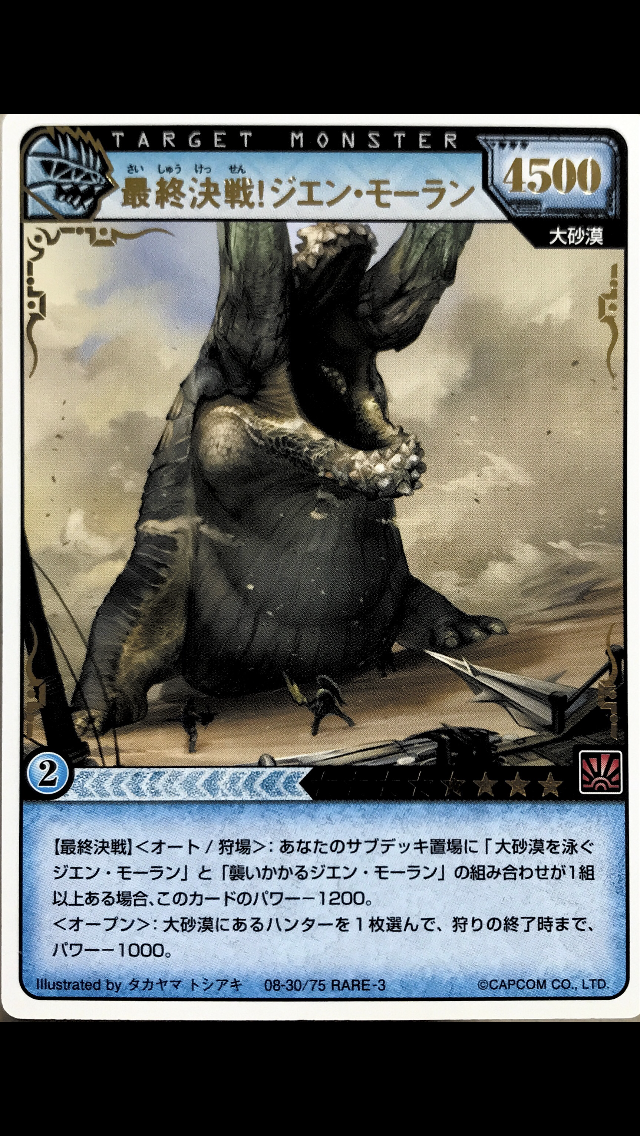 TARGET MONSTER
さい しゅう けっ せん
最終決戦!ジエン・モーラン
4500
大砂漠
2
【最終決戦】<オート / 狩場>：あなたのサブデッキ置場に「大砂漠を泳ぐ
ジエン・モーラン」と「襲いかかるジエン・モーラン」の組み合わせが1組
以上ある場合、このカードのパワー－1200。
<オープン>：大砂漠にあるハンターを1枚選んで、狩りの終了時まで、
パワー－1000。
Illustrated by タカヤマ トシアキ 08-30/75 RARE-3 ©CAPCOM CO., LTD.